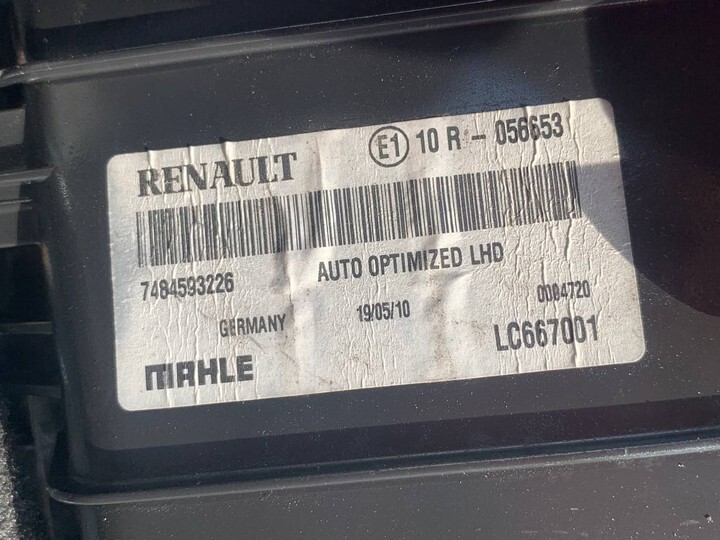 RENAULT E1 10 R - 056653
7484593226 AUTO OPTIMIZED LHD
GERMANY 19/05/10 0084720
MAHLE LC667001